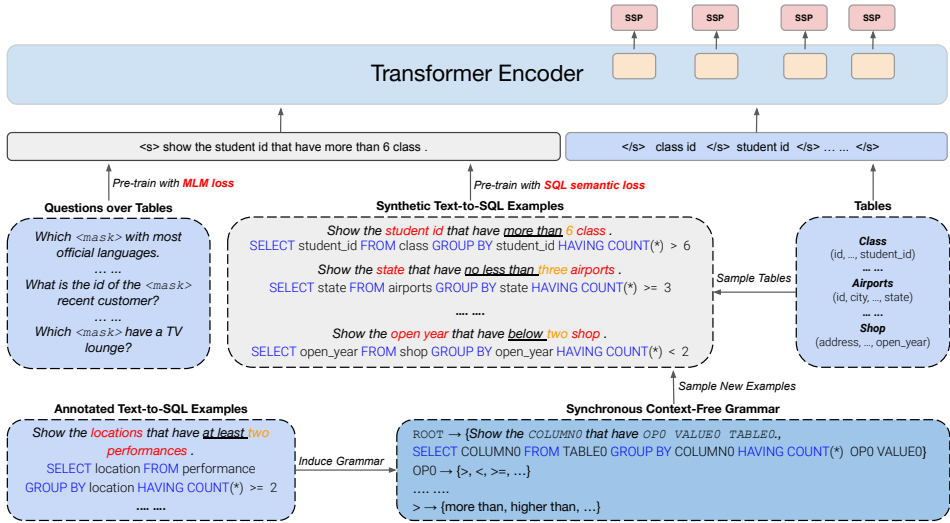 SSP SSP SSP SSP
Transformer Encoder
<s> show the student id that have more than 6 class .
</s> class id </s> student id </s> ... ... </s>
Pre-train with MLM loss
Pre-train with SQL semantic loss
Questions over Tables
Which <mask> with most
official languages.
... ...
What is the id of the <mask>
recent customer?
... ...
Which <mask> have a TV
lounge?
Synthetic Text-to-SQL Examples
Show the student id that have more than 6 class .
SELECT student_id FROM class GROUP BY student_id HAVING COUNT(*) > 6
Show the state that have no less than three airports .
SELECT state FROM airports GROUP BY state HAVING COUNT(*) >= 3
.... ...
Show the open year that have below two shop .
SELECT open_year FROM shop GROUP BY open_year HAVING COUNT(*) < 2
Sample Tables
Tables
Class
(id, ..., student_id)
... ...
Airports
(id, city, ..., state)
... ...
Shop
(address, ..., open_year)
Sample New Examples
Annotated Text-to-SQL Examples
Show the locations that have at least two
performances .
SELECT location FROM performance
GROUP BY location HAVING COUNT(*) >= 2
.... ....
Induce Grammar
Synchronous Context-Free Grammar
ROOT → {Show the COLUMN0 that have OP0 VALUE0 TABLE0.,
SELECT COLUMN0 FROM TABLE0 GROUP BY COLUMN0 HAVING COUNT(*) OP0 VALUE0}
OP0 → {>, <, >=, ...}
.... ....
> → {more than, higher than, ...}